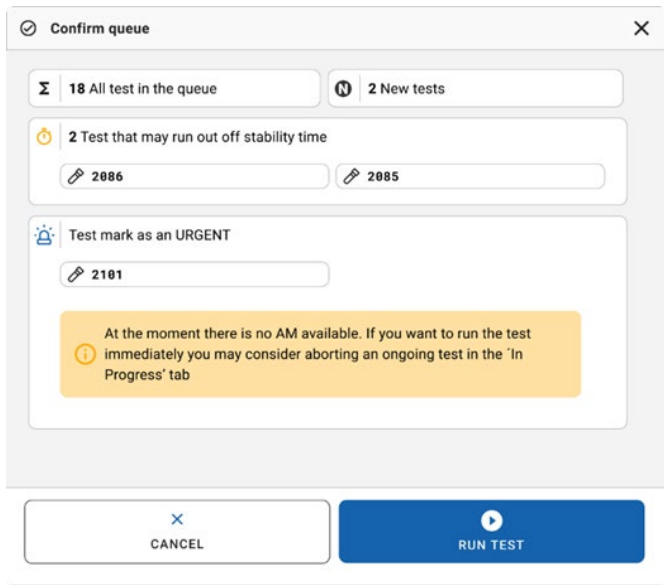 Confirm queue
Σ 18 All test in the queue
N 2 New tests
2 Test that may run out off stability time
2086
2085
Test mark as an URGENT
2101
At the moment there is no AM available. If you want to run the test
immediately you may consider aborting an ongoing test in the ´In
Progress’ tab
CANCEL
RUN TEST